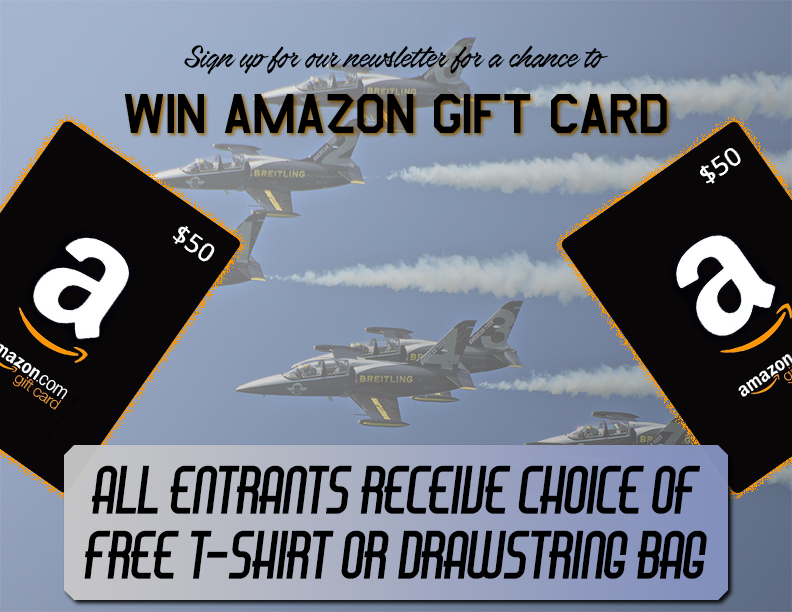 Sign up for our newsletter for a chance to
WIN AMAZON GIFT CARD
BREITLING
BREITLING
$50
$50
a
amazon.com
gift card
a
amazon
BREITLING
ALL ENTRANTS RECEIVE CHOICE OF
FREE T-SHIRT OR DRAWSTRING BAG